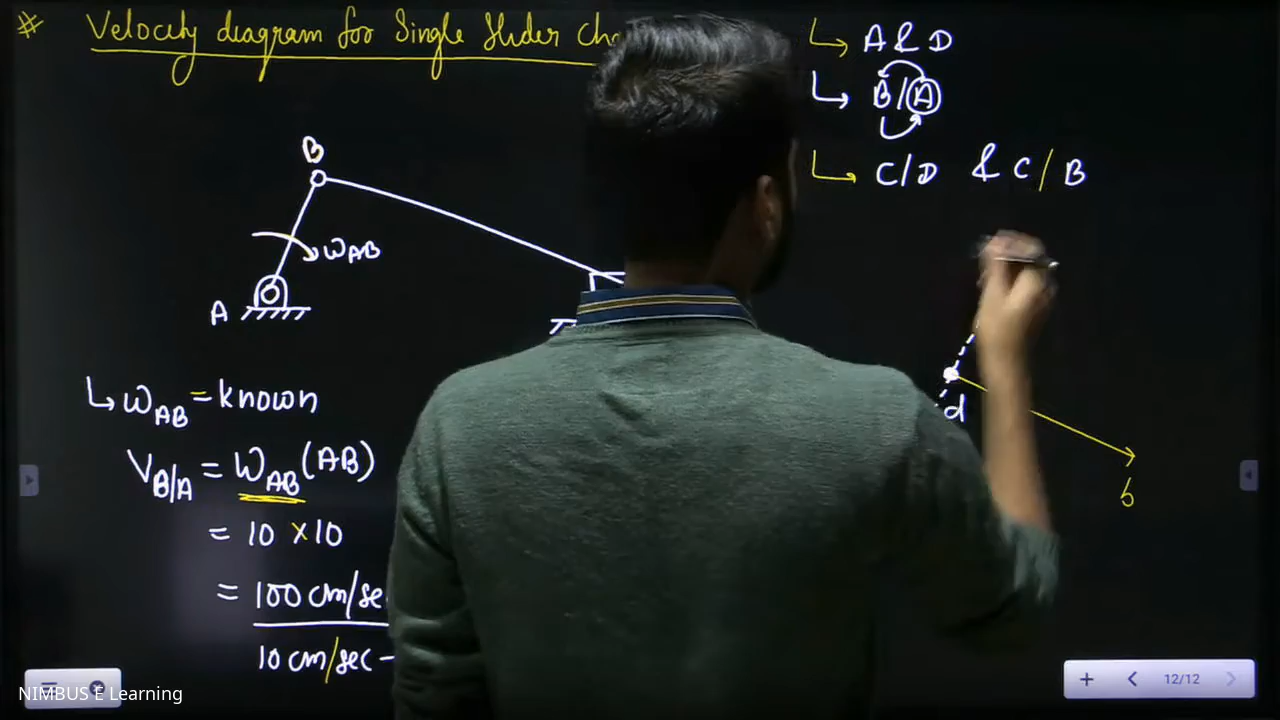 # Velocity diagram for Single Slider
B
ωAB
A
↳ ωAB = known
VB/A = ωAB (AB)
= 10 × 10
= 100 cm/se
10 cm/sec –
↳ A & D
↳ B/A
↳ C/D & C/B
d
b
NIMBUS E Learning
12/12